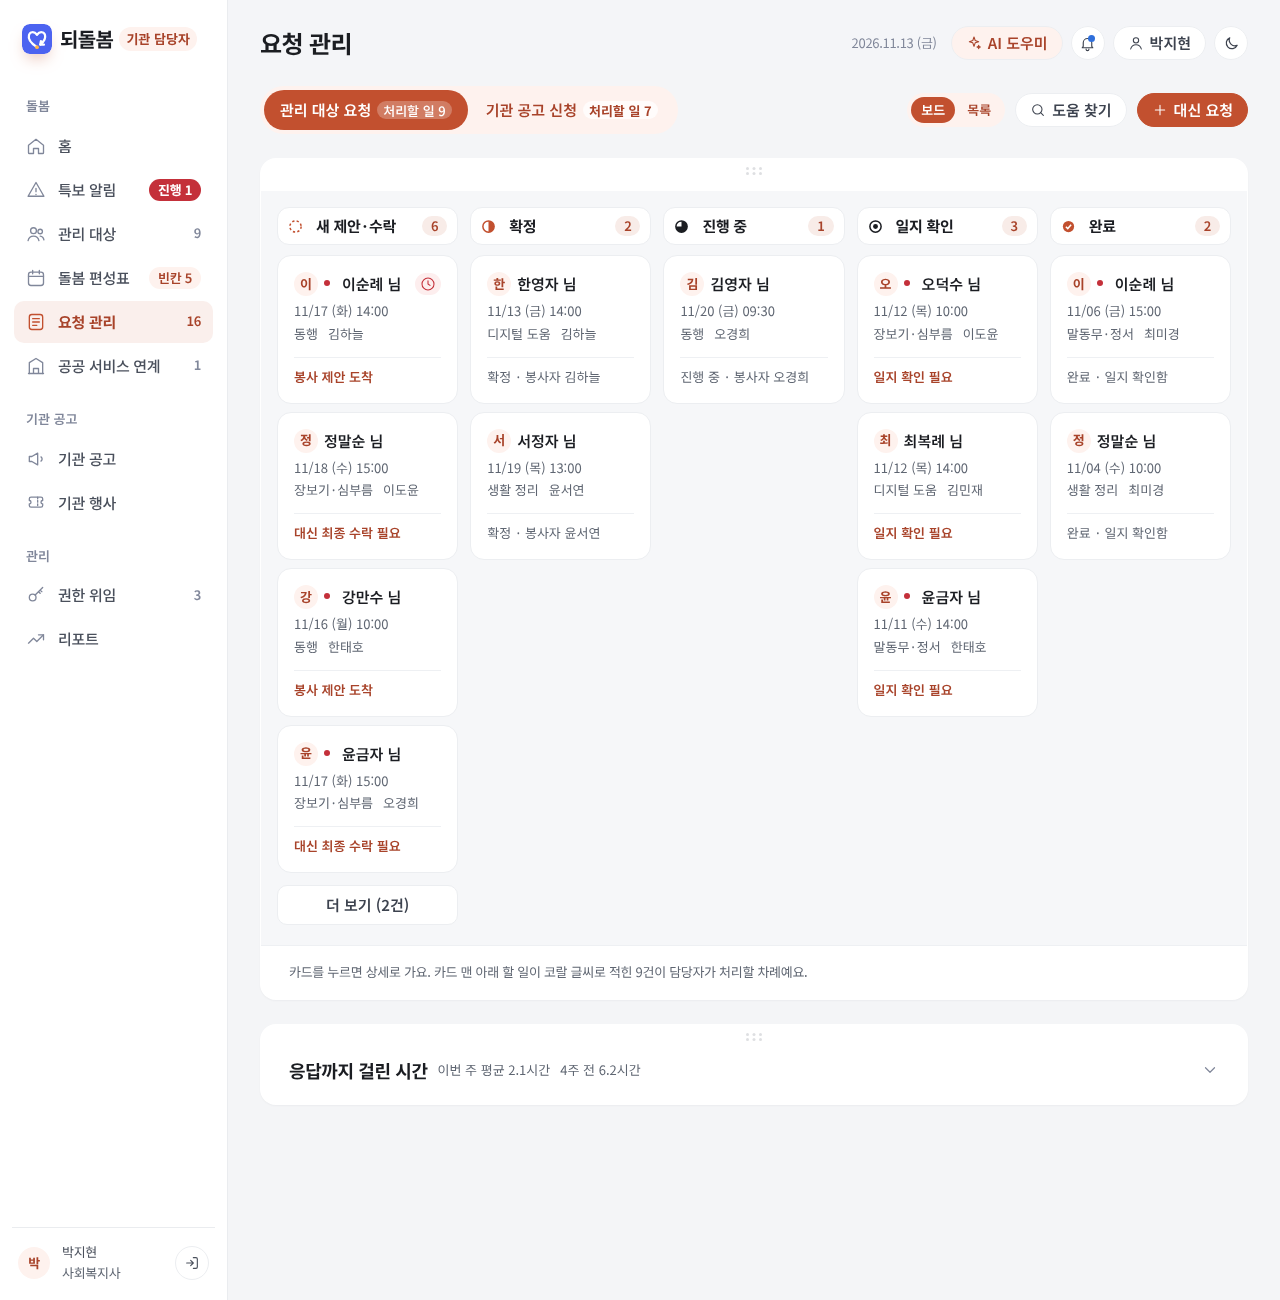 되돌봄 기관 담당자
돌봄
홈
특보 알림 진행 1
관리 대상 9
돌봄 편성표 빈칸 5
요청 관리 16
공공 서비스 연계 1
기관 공고
기관 공고
기관 행사
관리
권한 위임 3
리포트
박 박지현
사회복지사
요청 관리
2026.11.13 (금) AI 도우미 박지현
관리 대상 요청 처리할 일 9 기관 공고 신청 처리할 일 7
보드 목록 도움 찾기 + 대신 요청
새 제안·수락 6
이 이순례 님
11/17 (화) 14:00
동행 김하늘
봉사 제안 도착
정 정말순 님
11/18 (수) 15:00
장보기·심부름 이도윤
대신 최종 수락 필요
강 강만수 님
11/16 (월) 10:00
동행 한태호
봉사 제안 도착
윤 윤금자 님
11/17 (화) 15:00
장보기·심부름 오경희
대신 최종 수락 필요
더 보기 (2건)
확정 2
한 한영자 님
11/13 (금) 14:00
디지털 도움 김하늘
확정 · 봉사자 김하늘
서 서정자 님
11/19 (목) 13:00
생활 정리 윤서연
확정 · 봉사자 윤서연
진행 중 1
김 김영자 님
11/20 (금) 09:30
동행 오경희
진행 중 · 봉사자 오경희
일지 확인 3
오 오덕수 님
11/12 (목) 10:00
장보기·심부름 이도윤
일지 확인 필요
최 최복례 님
11/12 (목) 14:00
디지털 도움 김민재
일지 확인 필요
윤 윤금자 님
11/11 (수) 14:00
말동무·정서 한태호
일지 확인 필요
완료 2
이 이순례 님
11/06 (금) 15:00
말동무·정서 최미경
완료 · 일지 확인함
정 정말순 님
11/04 (수) 10:00
생활 정리 최미경
완료 · 일지 확인함
카드를 누르면 상세로 가요. 카드 맨 아래 할 일이 코랄 글씨로 적힌 9건이 담당자가 처리할 차례예요.
응답까지 걸린 시간 이번 주 평균 2.1시간 4주 전 6.2시간